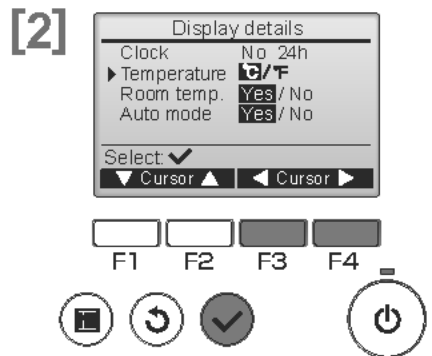 [2]
Display details
Clock No 24h
▶Temperature ℃/℉
Room temp. Yes / No
Auto mode Yes / No
Select: ✔
▼ Cursor ▲ ◀ Cursor ▶
F1 F2 F3 F4